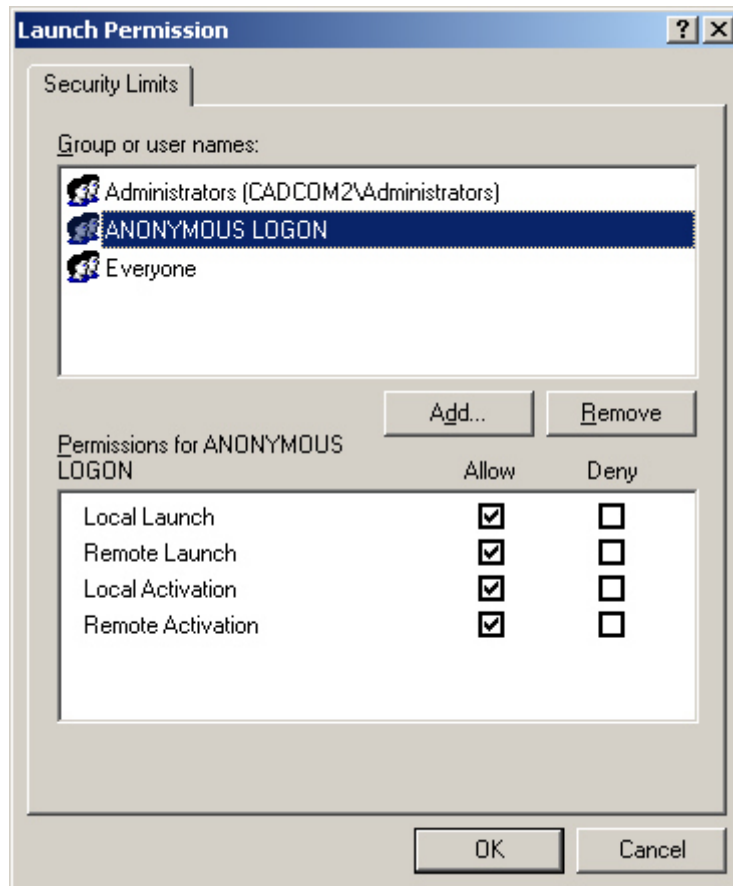 Launch Permission
Security Limits
Group or user names:
Administrators (CADCOM2\Administrators)
ANONYMOUS LOGON
Everyone
Add... Remove
Permissions for ANONYMOUS
LOGON Allow Deny
Local Launch
Remote Launch
Local Activation
Remote Activation
OK Cancel